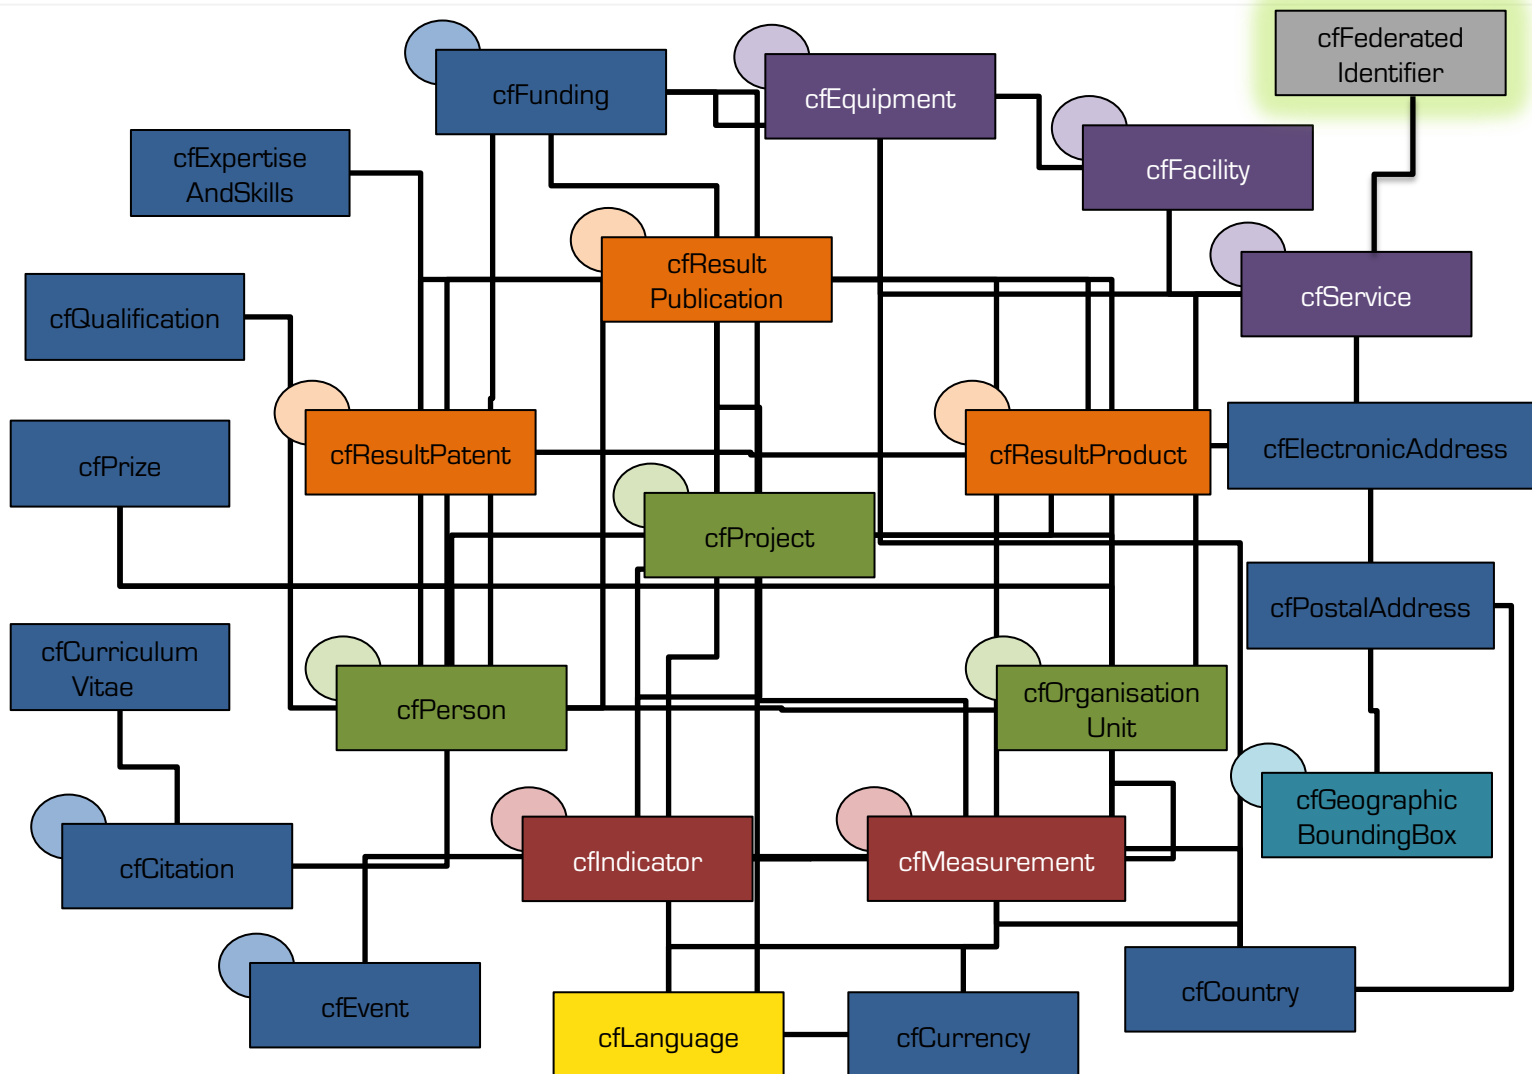 cfFederated
Identifier
cfFunding
cfEquipment
cfExpertise
AndSkills
cfFacility
cfResult
Publication
cfService
cfQualification
cfResultPatent
cfResultProduct
cfElectronicAddress
cfPrize
cfProject
cfPostalAddress
cfCurriculum
Vitae
cfPerson
cfOrganisation
Unit
cfGeographic
BoundingBox
cfCitation
cfIndicator
cfMeasurement
cfEvent
cfCountry
cfLanguage
cfCurrency